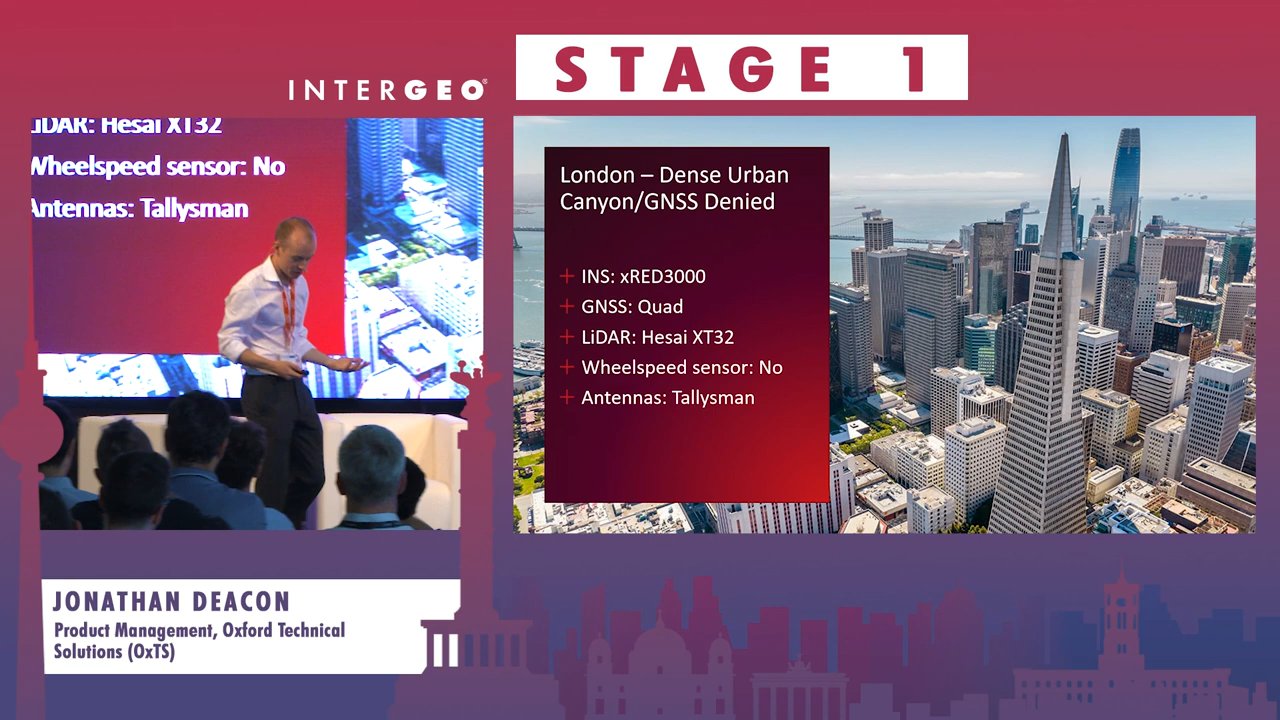 STAGE 1
INTERGEO®
LiDAR: Hesai XT32
Wheelspeed sensor: No
Antennas: Tallysman
London – Dense Urban
Canyon/GNSS Denied
INS: xRED3000
GNSS: Quad
LiDAR: Hesai XT32
Wheelspeed sensor: No
Antennas: Tallysman
JONATHAN DEACON
Product Management, Oxford Technical
Solutions (OxTS)